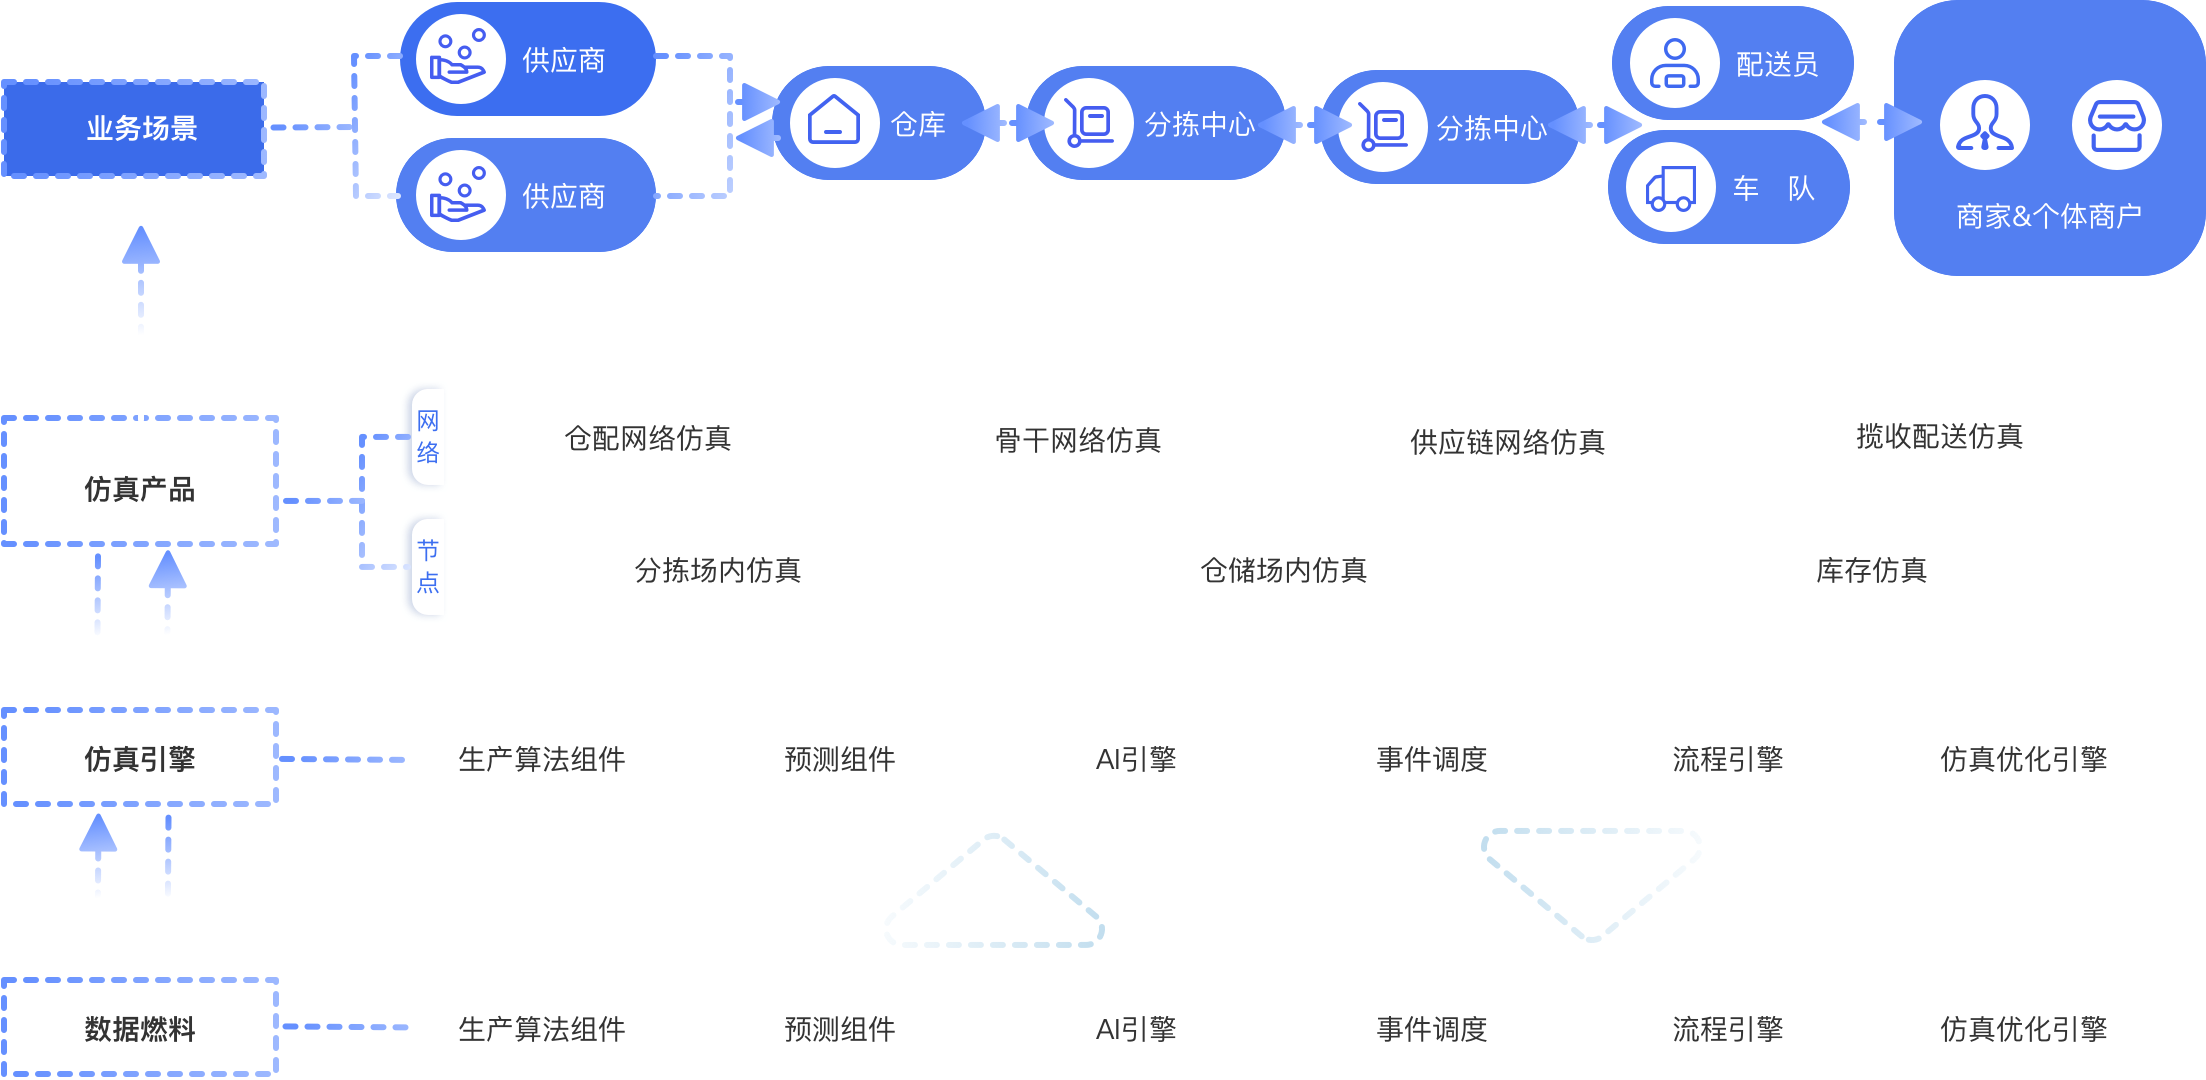 业务场景
供应商
供应商
仓库
分拣中心
分拣中心
配送员
车 队
商家&个体商户
仿真产品
网络
仓配网络仿真
骨干网络仿真
供应链网络仿真
揽收配送仿真
节点
分拣场内仿真
仓储场内仿真
库存仿真
仿真引擎
生产算法组件
预测组件
AI引擎
事件调度
流程引擎
仿真优化引擎
数据燃料
生产算法组件
预测组件
AI引擎
事件调度
流程引擎
仿真优化引擎